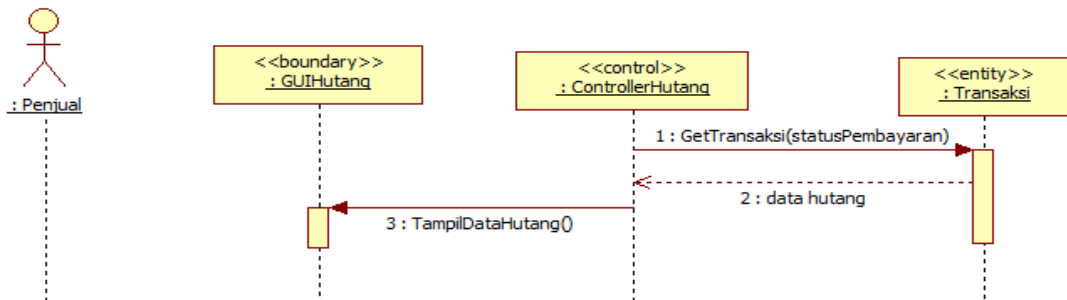 : Penjual
<<boundary>>
: GUIHutang
<<control>>
: ControllerHutang
<<entity>>
: Transaksi
1 : GetTransaksi(statusPembayaran)
2 : data hutang
3 : TampilDataHutang()